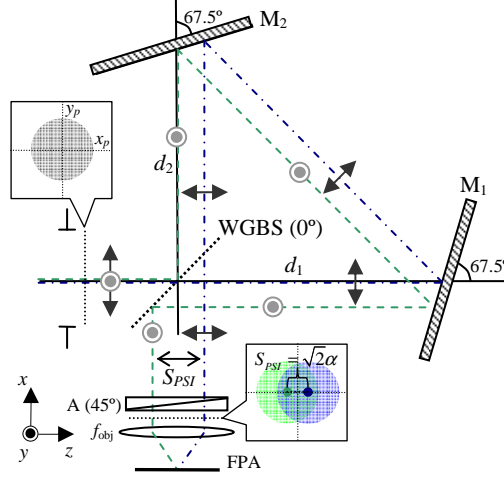 67.5º
M2
yp
xp
d2
M1
WGBS (0º)
d1
67.5º
SPSI
SPSI = √2α
x
A (45º)
fobj
y
z
FPA